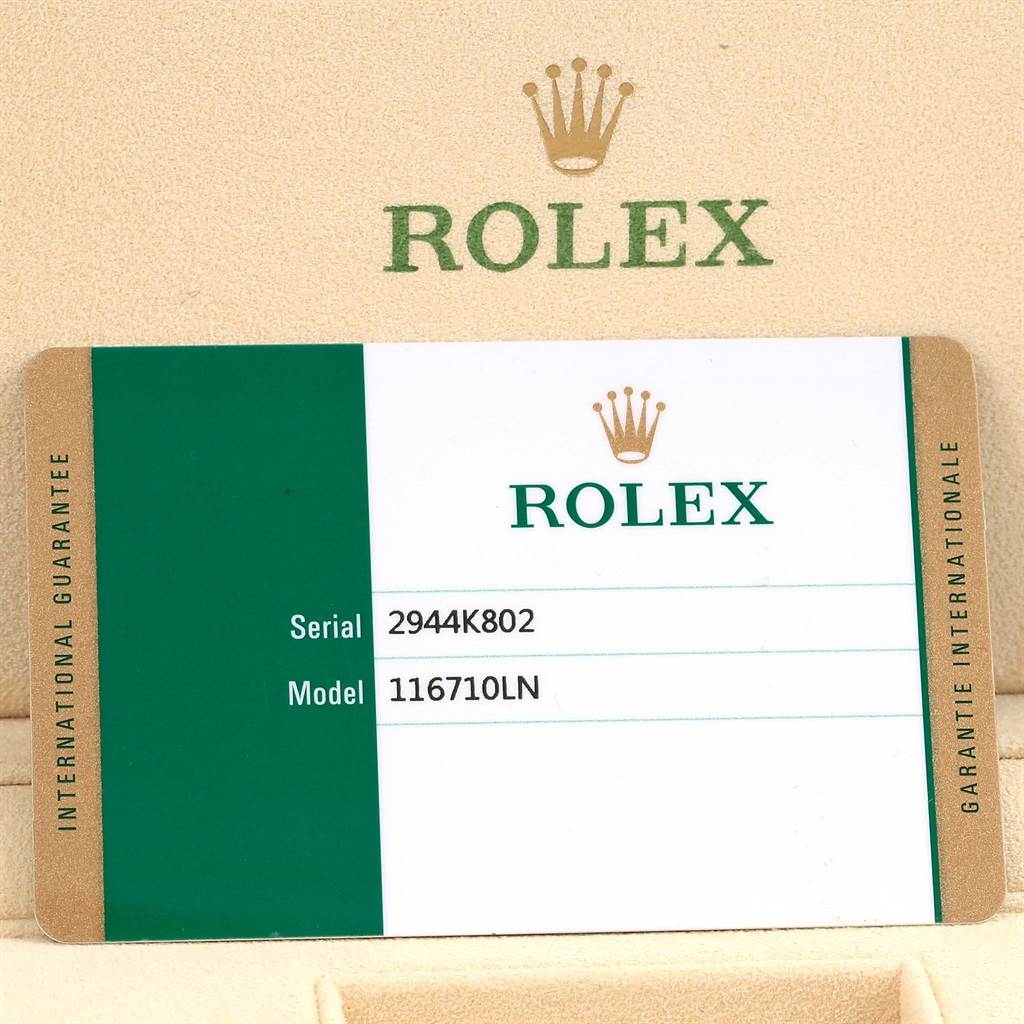 ROLEX
INTERNATIONAL GUARANTEE
ROLEX
Serial 2944K802
Model 116710LN
GARANTIE INTERNATIONALE